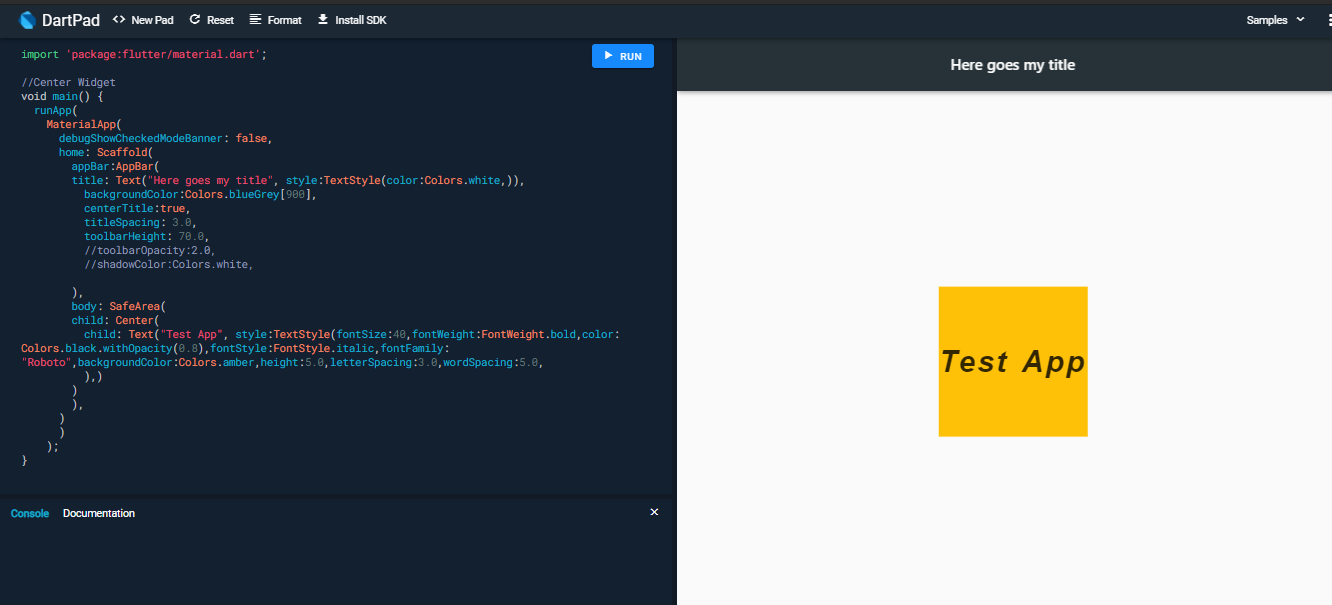 DartPad <> New Pad Reset Format Install SDK Samples
import 'package:flutter/material.dart';
RUN
//Center Widget
void main() {
runApp(
MaterialApp(
debugShowCheckedModeBanner: false,
home: Scaffold(
appBar:AppBar(
title: Text("Here goes my title", style:TextStyle(color:Colors.white,)),
backgroundColor:Colors.blueGrey[900],
centerTitle:true,
titleSpacing: 3.0,
toolbarHeight: 70.0,
//toolbarOpacity:2.0,
//shadowColor:Colors.white,
),
body: SafeArea(
child: Center(
child: Text("Test App", style:TextStyle(fontSize:40,fontWeight:FontWeight.bold,color:
Colors.black.withOpacity(0.8),fontStyle:FontStyle.italic,fontFamily:
"Roboto",backgroundColor:Colors.amber,height:5.0,letterSpacing:3.0,wordSpacing:5.0,
),)
)
),
)
)
);
}
Console Documentation
Here goes my title
Test App